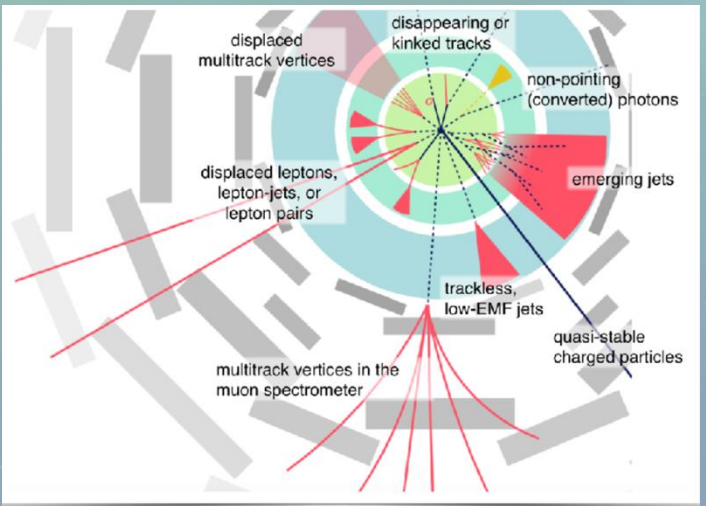 disappearing or
kinked tracks
displaced
multitrack vertices
non-pointing
(converted) photons
displaced leptons,
lepton-jets, or
lepton pairs
emerging jets
trackless,
low-EMF jets
quasi-stable
charged particles
multitrack vertices in the
muon spectrometer